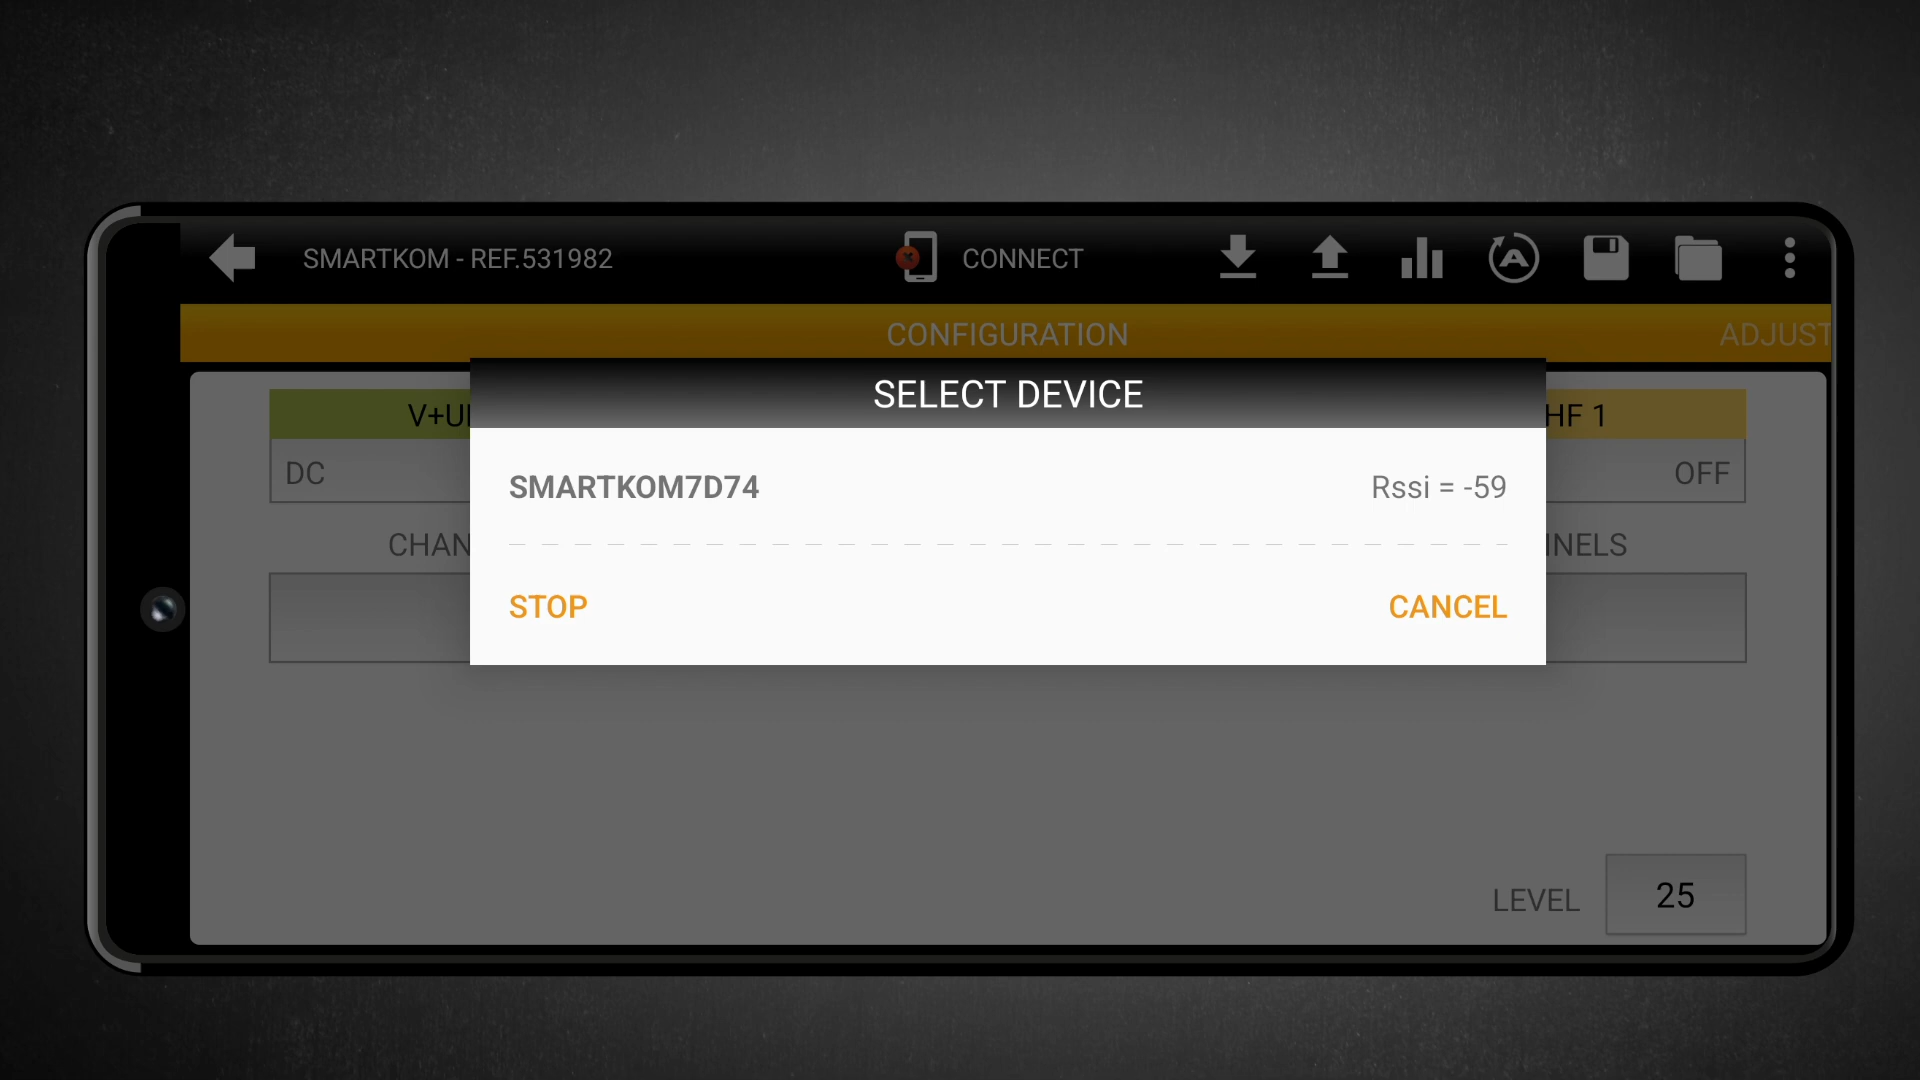 SMARTKOM - REF.531982
CONNECT
CONFIGURATION
ADJUST
SELECT DEVICE
V+U
HF 1
DC
OFF
SMARTKOM7D74
Rssi = -59
CHAN
NNELS
STOP
CANCEL
LEVEL
25